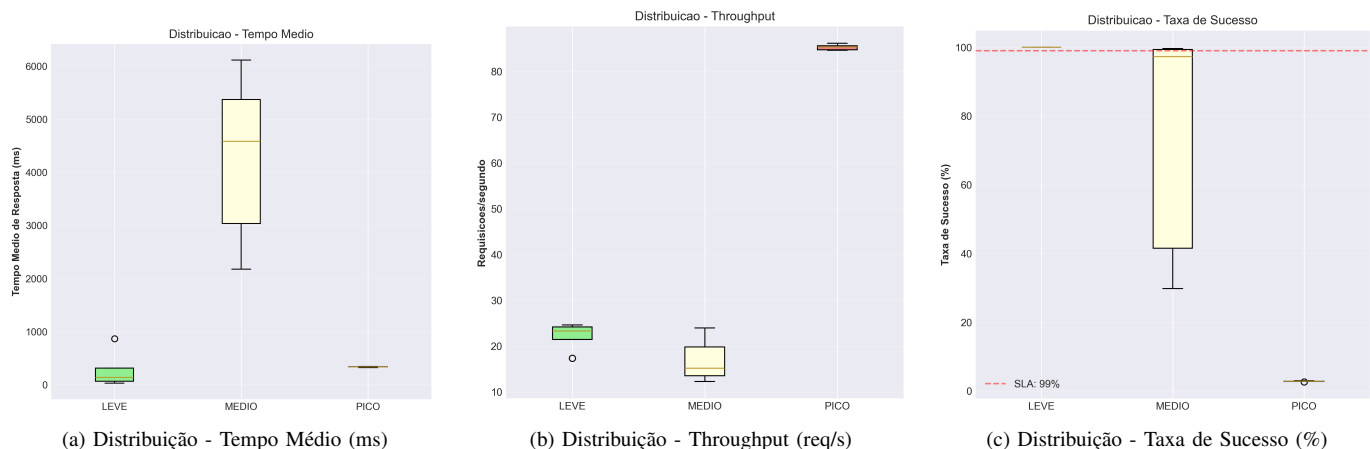 Distribuicao - Tempo Medio
Tempo Medio de Resposta (ms)
6000
5000
4000
3000
2000
1000
0
LEVE MEDIO PICO
(a) Distribuição - Tempo Médio (ms)
Distribuicao - Throughput
Requisicoes/segundo
80
70
60
50
40
30
20
10
LEVE MEDIO PICO
(b) Distribuição - Throughput (req/s)
Distribuicao - Taxa de Sucesso
Taxa de Sucesso (%)
100
80
60
40
20
0
SLA: 99%
LEVE MEDIO PICO
(c) Distribuição - Taxa de Sucesso (%)